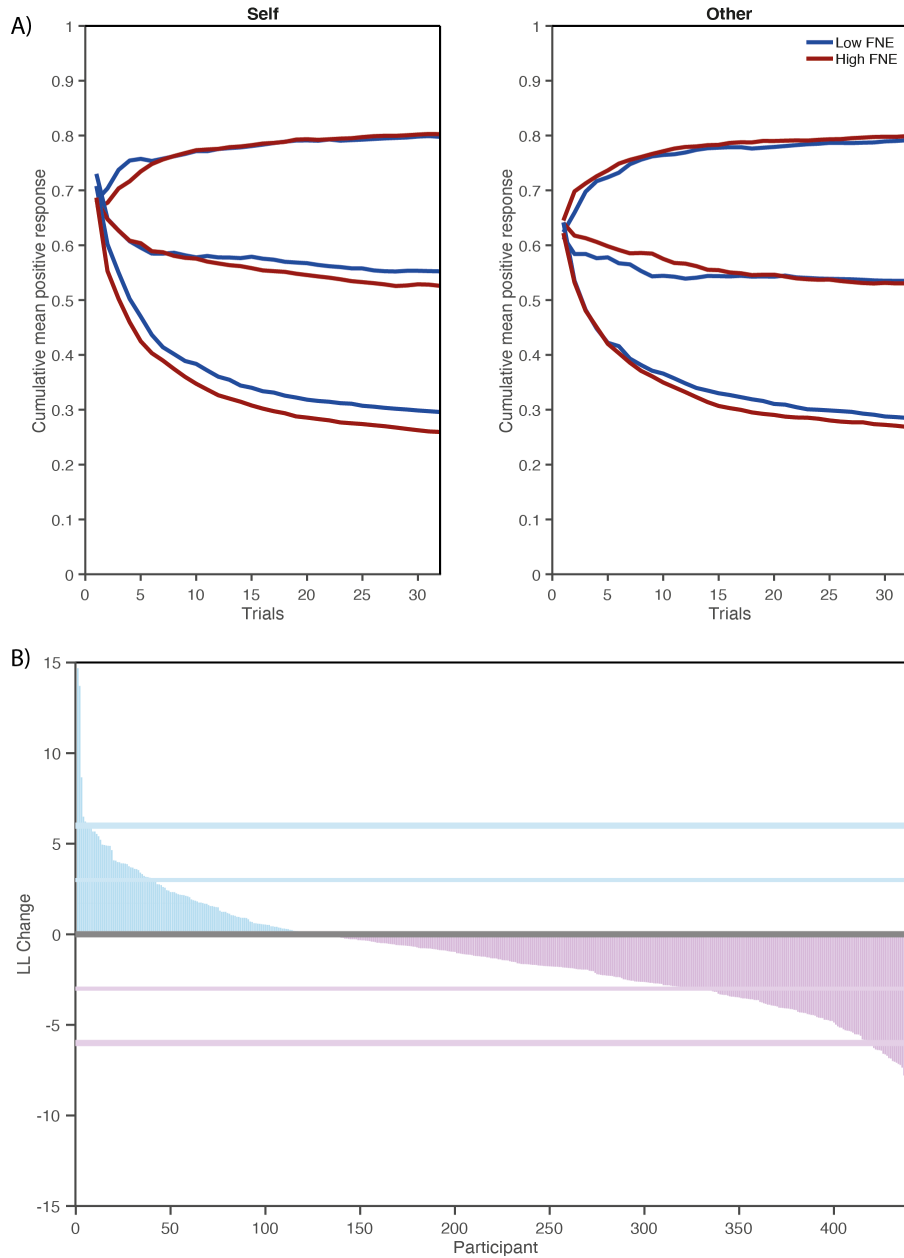 A)
Self
Other
1
0.9
0.8
0.7
0.6
0.5
0.4
0.3
0.2
0.1
0
Cumulative mean positive response
0 5 10 15 20 25 30
Trials
Low FNE
High FNE
1
0.9
0.8
0.7
0.6
0.5
0.4
0.3
0.2
0.1
0
Cumulative mean positive response
0 5 10 15 20 25 30
Trials
B)
15
10
5
0
-5
-10
-15
LL Change
0 50 100 150 200 250 300 350 400
Participant